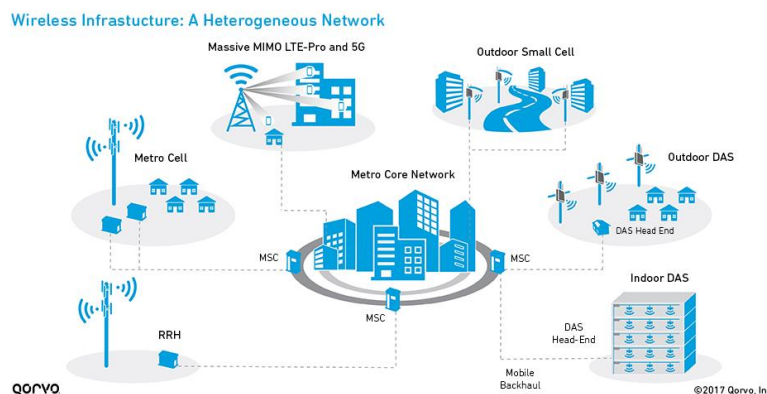 Wireless Infrastucture: A Heterogeneous Network
Massive MIMO LTE-Pro and 5G
Outdoor Small Cell
Metro Cell
Metro Core Network
Outdoor DAS
DAS Head End
MSC
MSC
Indoor DAS
MSC
RRH
DAS
Head-End
Mobile
Backhaul
QORVO
©2017 Qorvo, In